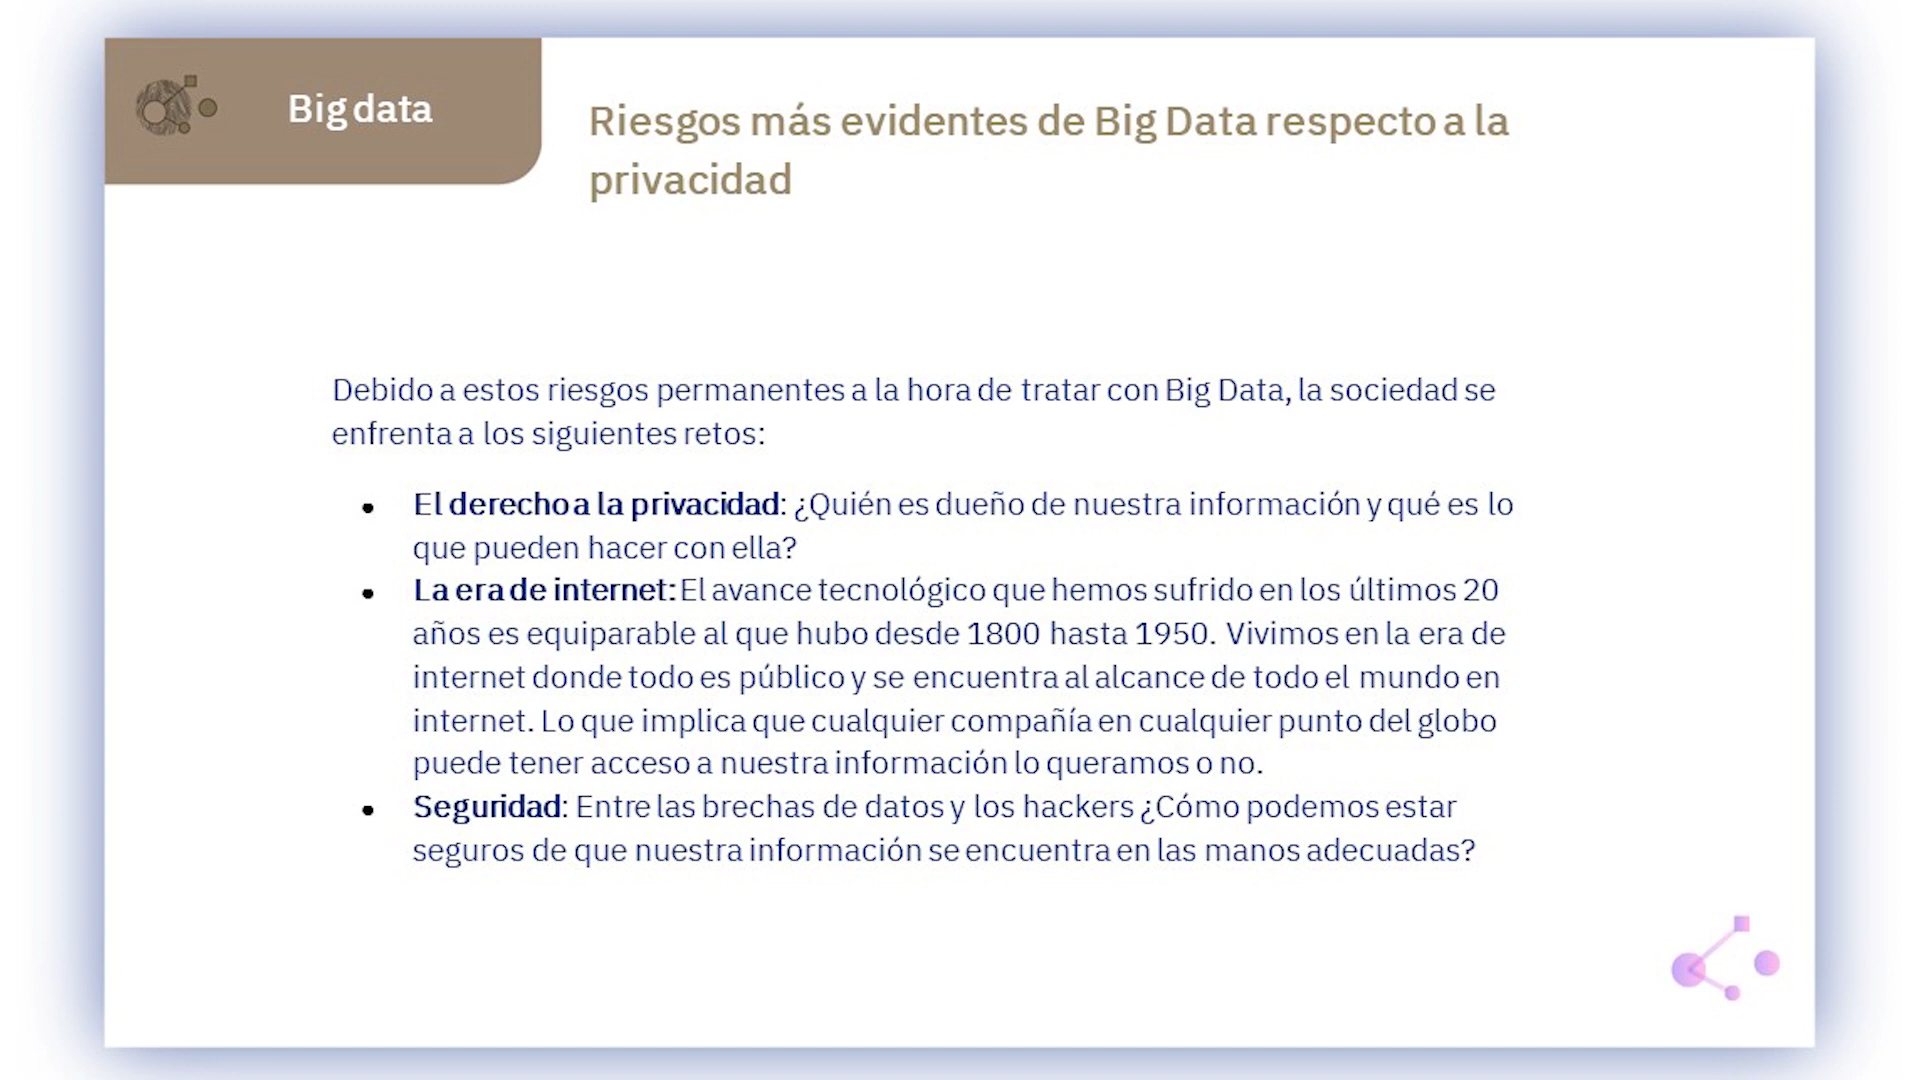 Big data
Riesgos más evidentes de Big Data respecto a la
privacidad
Debido a estos riesgos permanentes a la hora de tratar con Big Data, la sociedad se
enfrenta a los siguientes retos:
• El derecho a la privacidad: ¿Quién es dueño de nuestra información y qué es lo
que pueden hacer con ella?
• La era de internet: El avance tecnológico que hemos sufrido en los últimos 20
años es equiparable al que hubo desde 1800 hasta 1950. Vivimos en la era de
internet donde todo es público y se encuentra al alcance de todo el mundo en
internet. Lo que implica que cualquier compañía en cualquier punto del globo
puede tener acceso a nuestra información lo queramos o no.
• Seguridad: Entre las brechas de datos y los hackers ¿Cómo podemos estar
seguros de que nuestra información se encuentra en las manos adecuadas?